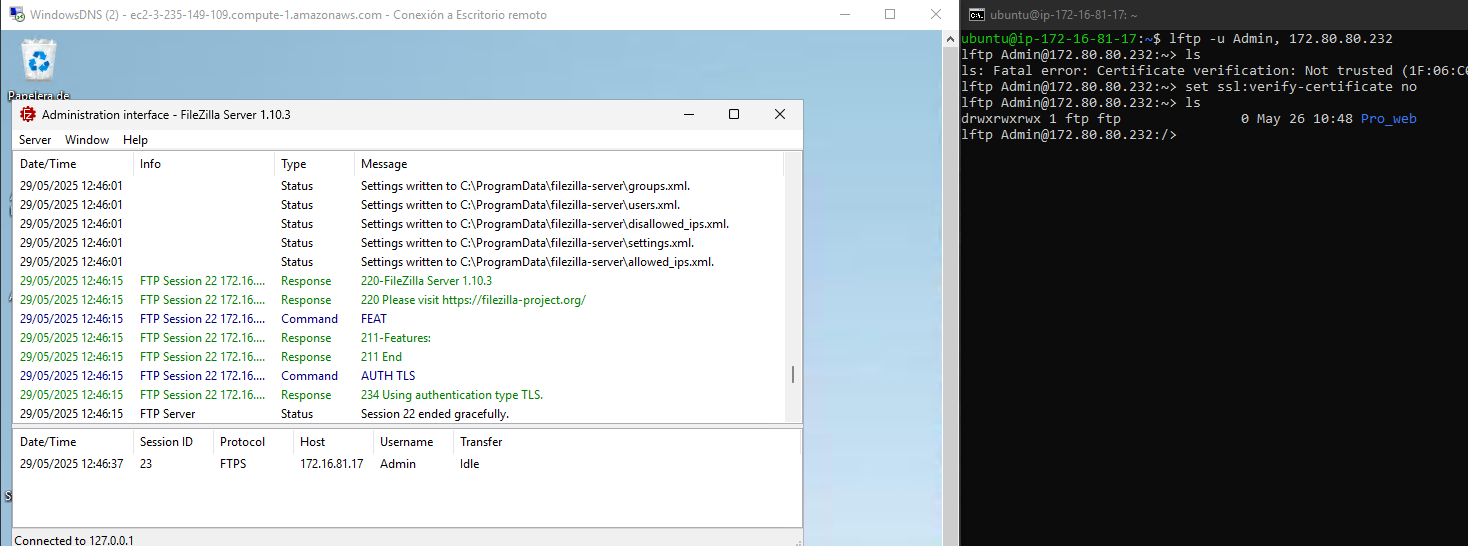 WindowsDNS (2) - ec2-3-235-149-109.compute-1.amazonaws.com - Conexión a Escritorio remoto
Papelera de
Administration interface - FileZilla Server 1.10.3
Server Window Help
Date/Time Info Type Message
29/05/2025 12:46:01 Status Settings written to C:\ProgramData\filezilla-server\groups.xml.
29/05/2025 12:46:01 Status Settings written to C:\ProgramData\filezilla-server\users.xml.
29/05/2025 12:46:01 Status Settings written to C:\ProgramData\filezilla-server\disallowed_ips.xml.
29/05/2025 12:46:01 Status Settings written to C:\ProgramData\filezilla-server\settings.xml.
29/05/2025 12:46:01 Status Settings written to C:\ProgramData\filezilla-server\allowed_ips.xml.
29/05/2025 12:46:15 FTP Session 22 172.16.... Response 220-FileZilla Server 1.10.3
29/05/2025 12:46:15 FTP Session 22 172.16.... Response 220 Please visit https://filezilla-project.org/
29/05/2025 12:46:15 FTP Session 22 172.16.... Command FEAT
29/05/2025 12:46:15 FTP Session 22 172.16.... Response 211-Features:
29/05/2025 12:46:15 FTP Session 22 172.16.... Response 211 End
29/05/2025 12:46:15 FTP Session 22 172.16.... Command AUTH TLS
29/05/2025 12:46:15 FTP Session 22 172.16.... Response 234 Using authentication type TLS.
29/05/2025 12:46:15 FTP Server Status Session 22 ended gracefully.
Date/Time Session ID Protocol Host Username Transfer
29/05/2025 12:46:37 23 FTPS 172.16.81.17 Admin Idle
Connected to 127.0.0.1
ubuntu@ip-172-16-81-17: ~
ubuntu@ip-172-16-81-17:~$ lftp -u Admin, 172.80.80.232
lftp Admin@172.80.80.232:~> ls
ls: Fatal error: Certificate verification: Not trusted (1F:06:C0
lftp Admin@172.80.80.232:~> set ssl:verify-certificate no
lftp Admin@172.80.80.232:~> ls
drwxrwxrwx 1 ftp ftp 0 May 26 10:48 Pro_web
lftp Admin@172.80.80.232:/>